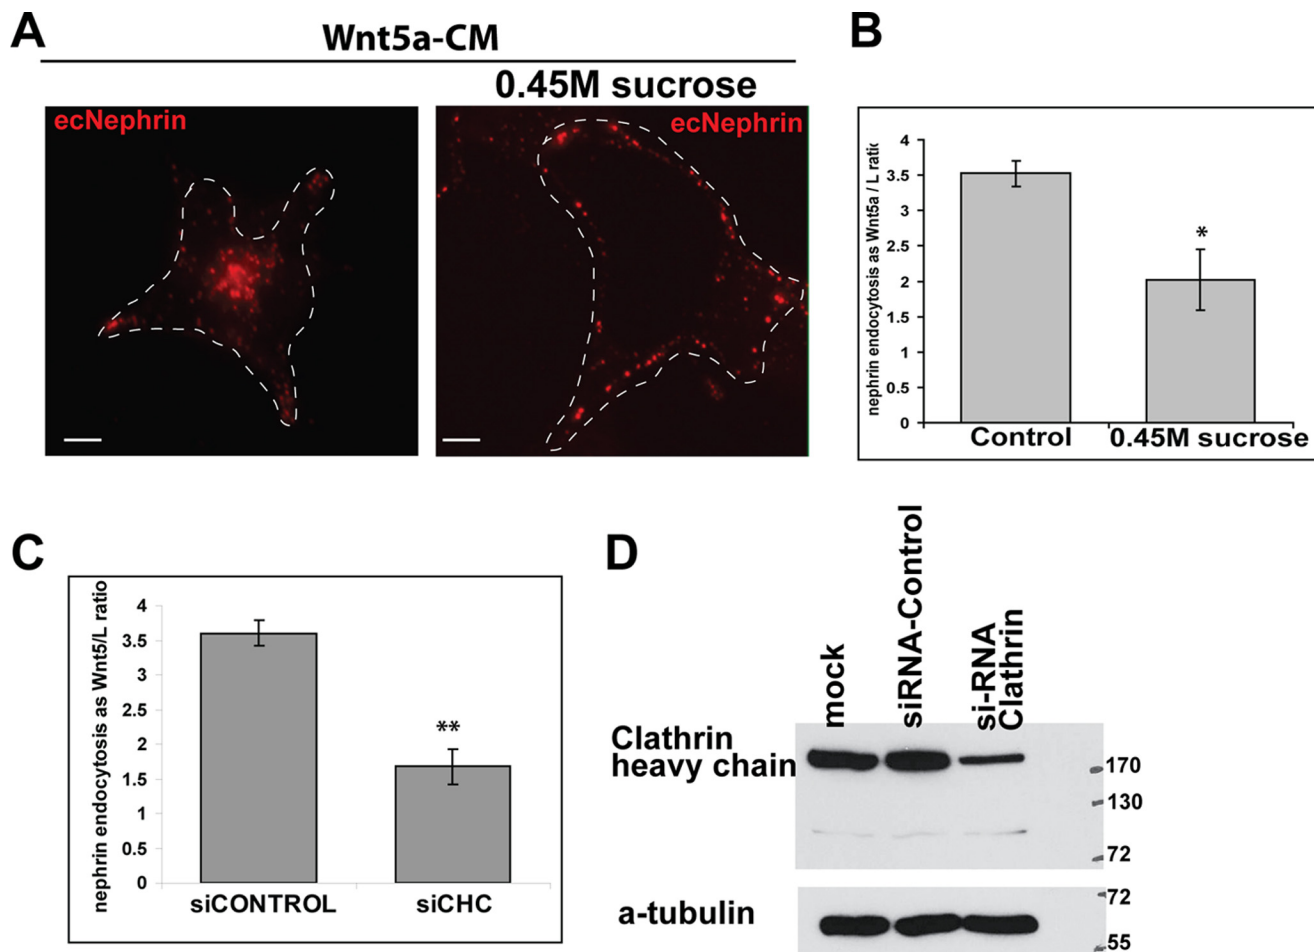 A
Wnt5a-CM
0.45M sucrose
ecNephrin
ecNephrin
B
nephrin endocytosis as Wnt5a / L ratio
4
3.5
3
2.5
2
1.5
1
0.5
0
*
Control
0.45M sucrose
C
nephrin endocytosis as Wnt5/L ratio
4
3.5
3
2.5
2
1.5
1
0.5
0
**
siCONTROL
siCHC
D
mock
siRNA-Control
si-RNA
Clathrin
Clathrin
heavy chain
170
130
72
a-tubulin
72
55